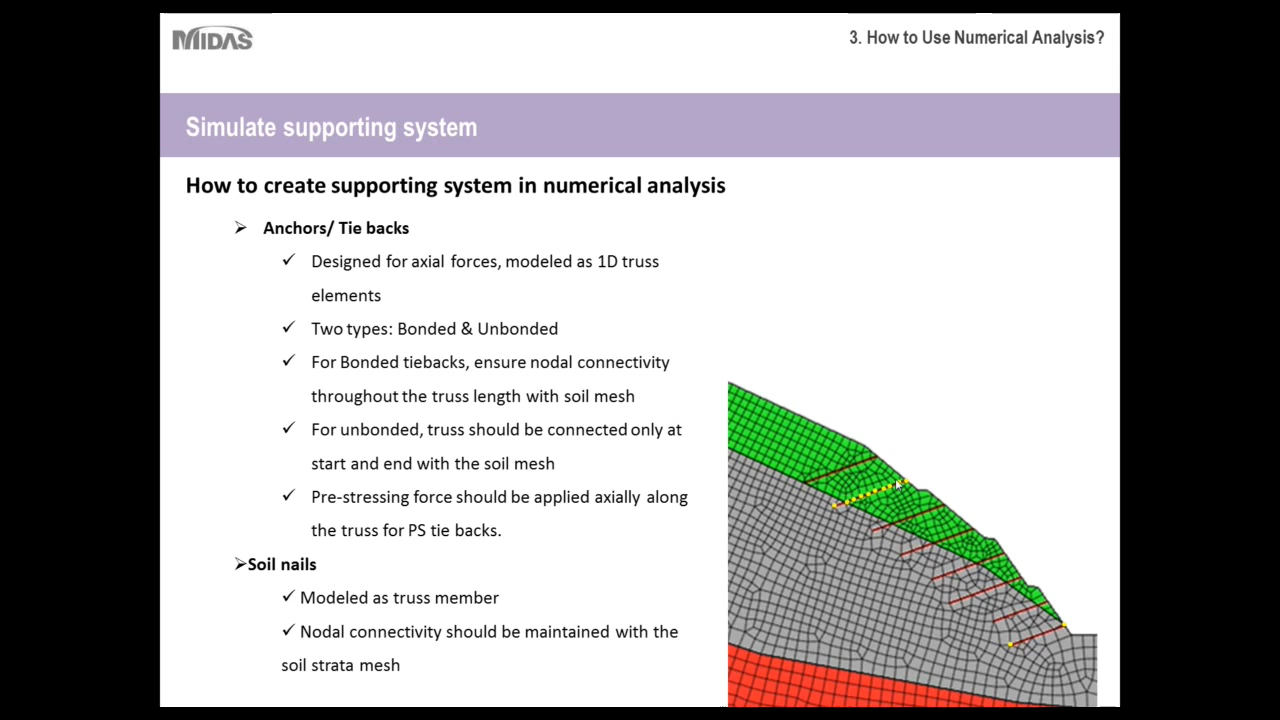 MIDAS
3. How to Use Numerical Analysis?
Simulate supporting system
How to create supporting system in numerical analysis
➢ Anchors/ Tie backs
✓ Designed for axial forces, modeled as 1D truss
elements
✓ Two types: Bonded & Unbonded
✓ For Bonded tiebacks, ensure nodal connectivity
throughout the truss length with soil mesh
✓ For unbonded, truss should be connected only at
start and end with the soil mesh
✓ Pre-stressing force should be applied axially along
the truss for PS tie backs.
➢Soil nails
✓ Modeled as truss member
✓ Nodal connectivity should be maintained with the
soil strata mesh